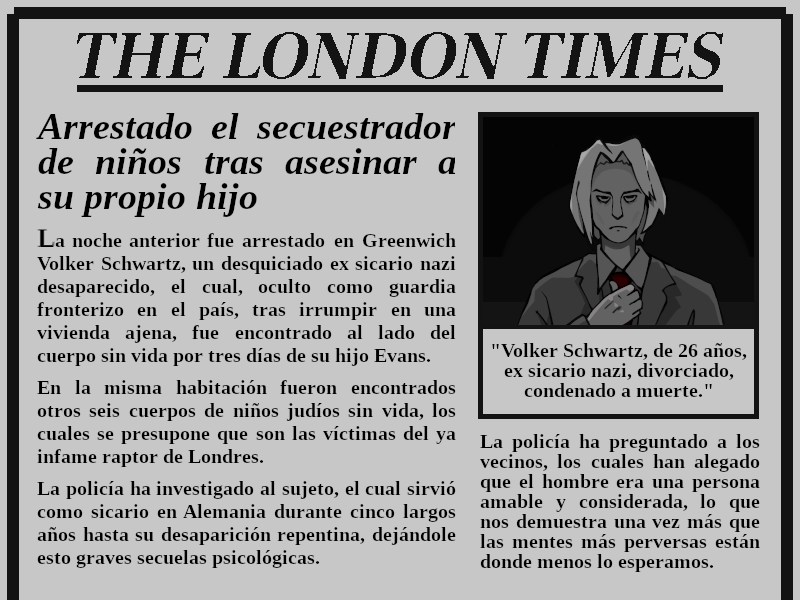 THE LONDON TIMES
Arrestado el secuestrador
de niños tras asesinar a
su propio hijo
La noche anterior fue arrestado en Greenwich
Volker Schwartz, un desquiciado ex sicario nazi
desaparecido, el cual, oculto como guardia
fronterizo en el país, tras irrumpir en una
vivienda ajena, fue encontrado al lado del
cuerpo sin vida por tres días de su hijo Evans.
En la misma habitación fueron encontrados
otros seis cuerpos de niños judíos sin vida, los
cuales se presupone que son las víctimas del ya
infame raptor de Londres.
La policía ha investigado al sujeto, el cual sirvió
como sicario en Alemania durante cinco largos
años hasta su desaparición repentina, dejándole
esto graves secuelas psicológicas.
"Volker Schwartz, de 26 años,
ex sicario nazi, divorciado,
condenado a muerte."
La policía ha preguntado a los
vecinos, los cuales han alegado
que el hombre era una persona
amable y considerada, lo que
nos demuestra una vez más que
las mentes más perversas están
donde menos lo esperamos.